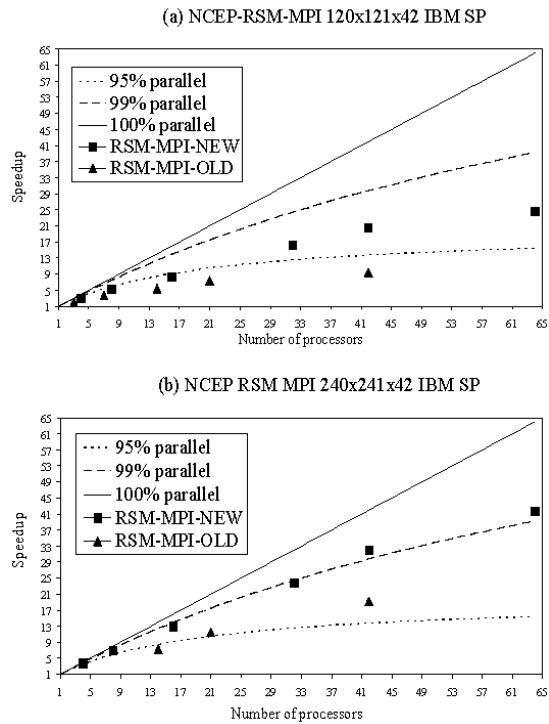 (a) NCEP-RSM-MPI 120x121x42 IBM SP
65
61
57
53
49
45
41
37
33
29
25
21
17
13
9
5
1
Speedup
95% parallel
99% parallel
100% parallel
RSM-MPI-NEW
RSM-MPI-OLD
1 5 9 13 17 21 25 29 33 37 41 45 49 53 57 61 65
Number of processors
(b) NCEP RSM MPI 240x241x42 IBM SP
65
61
57
53
49
45
41
37
33
29
25
21
17
13
9
5
1
Speedup
95% parallel
99% parallel
100% parallel
RSM-MPI-NEW
RSM-MPI-OLD
1 5 9 13 17 21 25 29 33 37 41 45 49 53 57 61 65
Number of processors